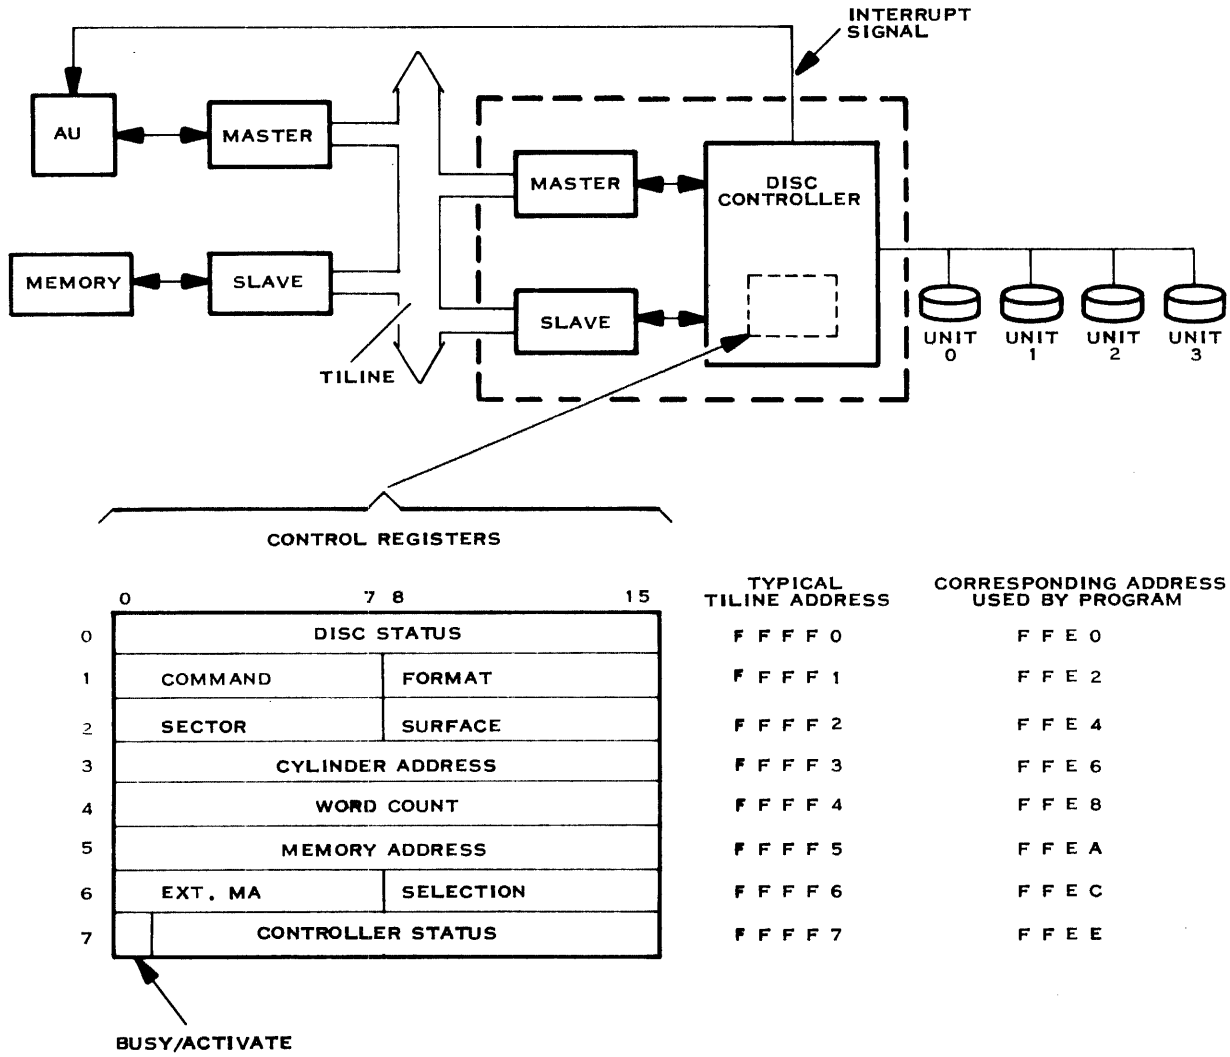 INTERRUPT
SIGNAL
AU
MASTER
MASTER
DISC
CONTROLLER
MEMORY
SLAVE
SLAVE
TILINE
UNIT
0
UNIT
1
UNIT
2
UNIT
3
CONTROL REGISTERS
0 7 8 15
TYPICAL
TILINE ADDRESS
CORRESPONDING ADDRESS
USED BY PROGRAM
0 DISC STATUS F F F F 0 F F E 0
1 COMMAND FORMAT F F F F 1 F F E 2
2 SECTOR SURFACE F F F F 2 F F E 4
3 CYLINDER ADDRESS F F F F 3 F F E 6
4 WORD COUNT F F F F 4 F F E 8
5 MEMORY ADDRESS F F F F 5 F F E A
6 EXT. MA SELECTION F F F F 6 F F E C
7 CONTROLLER STATUS F F F F 7 F F E E
BUSY/ACTIVATE